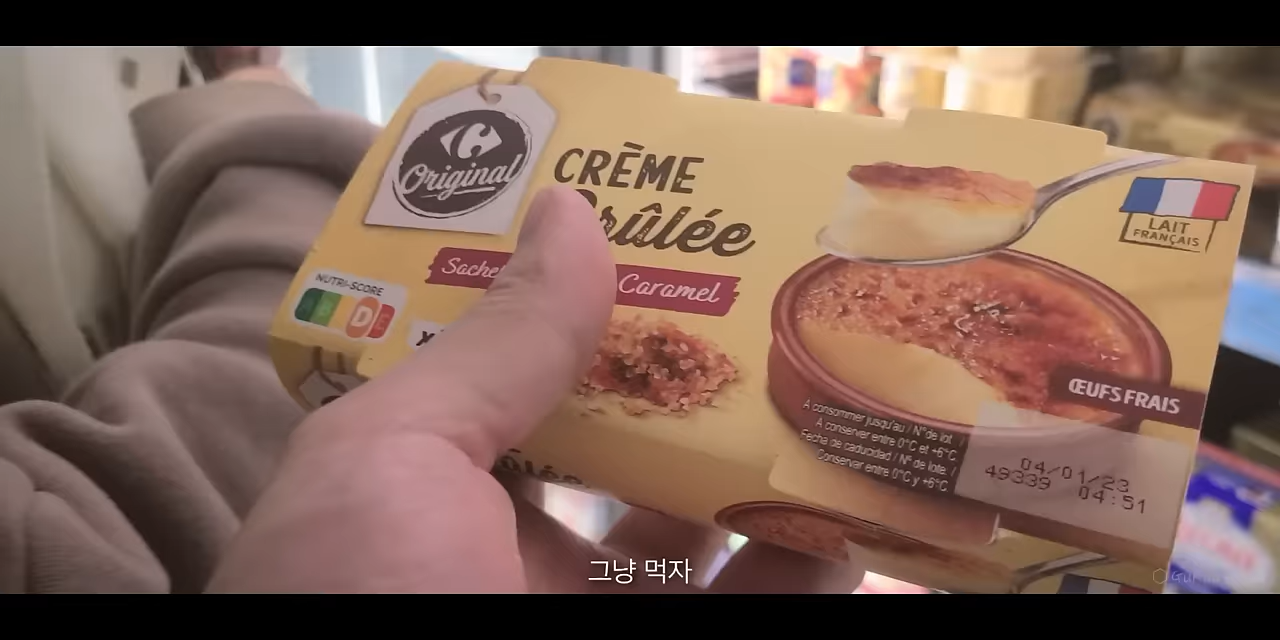 Original
CRÈME
Brûlée
Sachet Caramel
NUTRI-SCORE
D E
LAIT
FRANÇAIS
ŒUFS FRAIS
A consommer jusqu'au / N° de lot /
A conserver entre 0°C et +6°C.
Fecha de caducidad / N° de lote. /
Conservar entre 0°C y +6°C.
04/01/23
49339 04:51
그냥 먹자